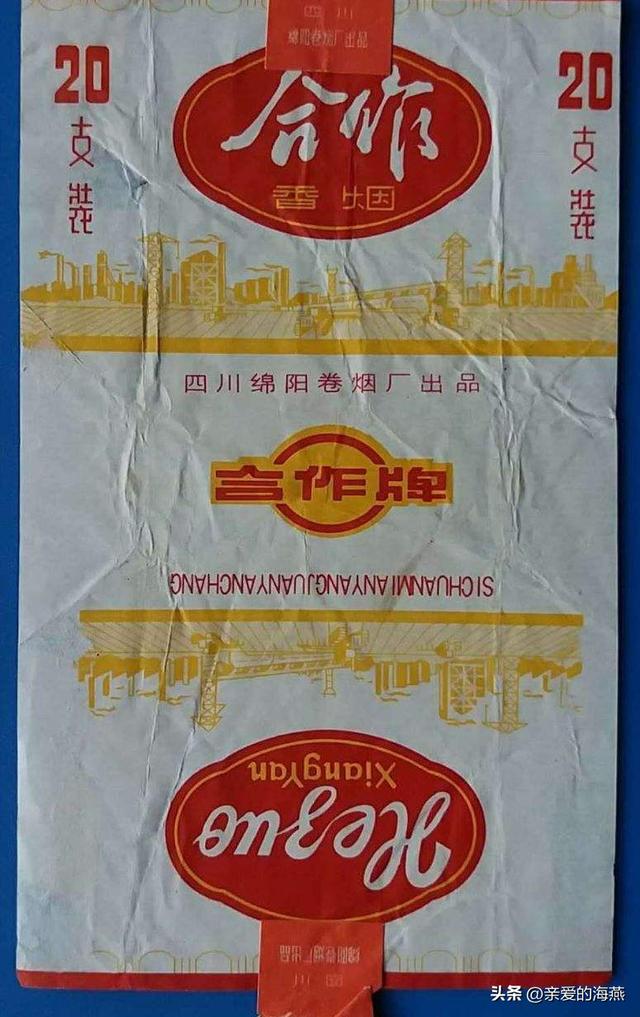 四川
绵阳卷烟厂出品
20
支
装
合作
香烟
20
支
装
四川绵阳卷烟厂出品
合作牌
SICHUANMIANYANGJUANYANCHANG
XiangYan
Hezuo
绵阳卷烟厂出品
四川
头条 @亲爱的海燕